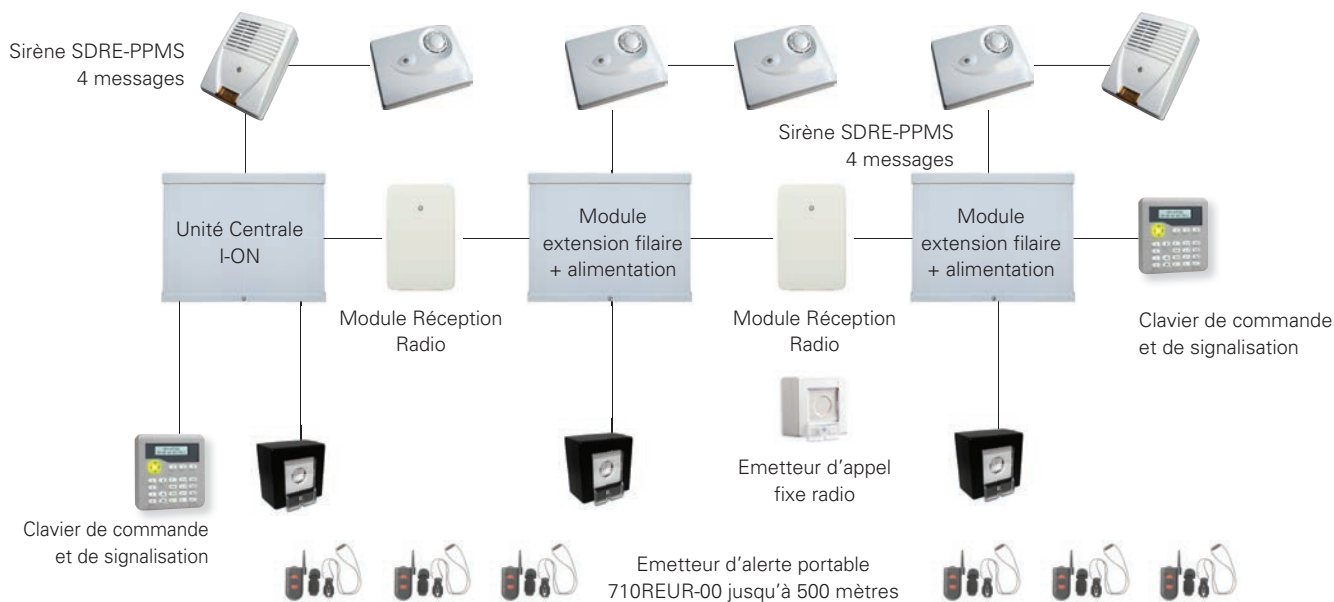 Sirène SDRE-PPMS
4 messages
Sirène SDRE-PPMS
4 messages
Unité Centrale
I-ON
Module
extension filaire
+ alimentation
Module
extension filaire
+ alimentation
Module Réception
Radio
Module Réception
Radio
Clavier de commande
et de signalisation
Emetteur d'appel
fixe radio
Clavier de commande
et de signalisation
Emetteur d'alerte portable
710REUR-00 jusqu'à 500 mètres